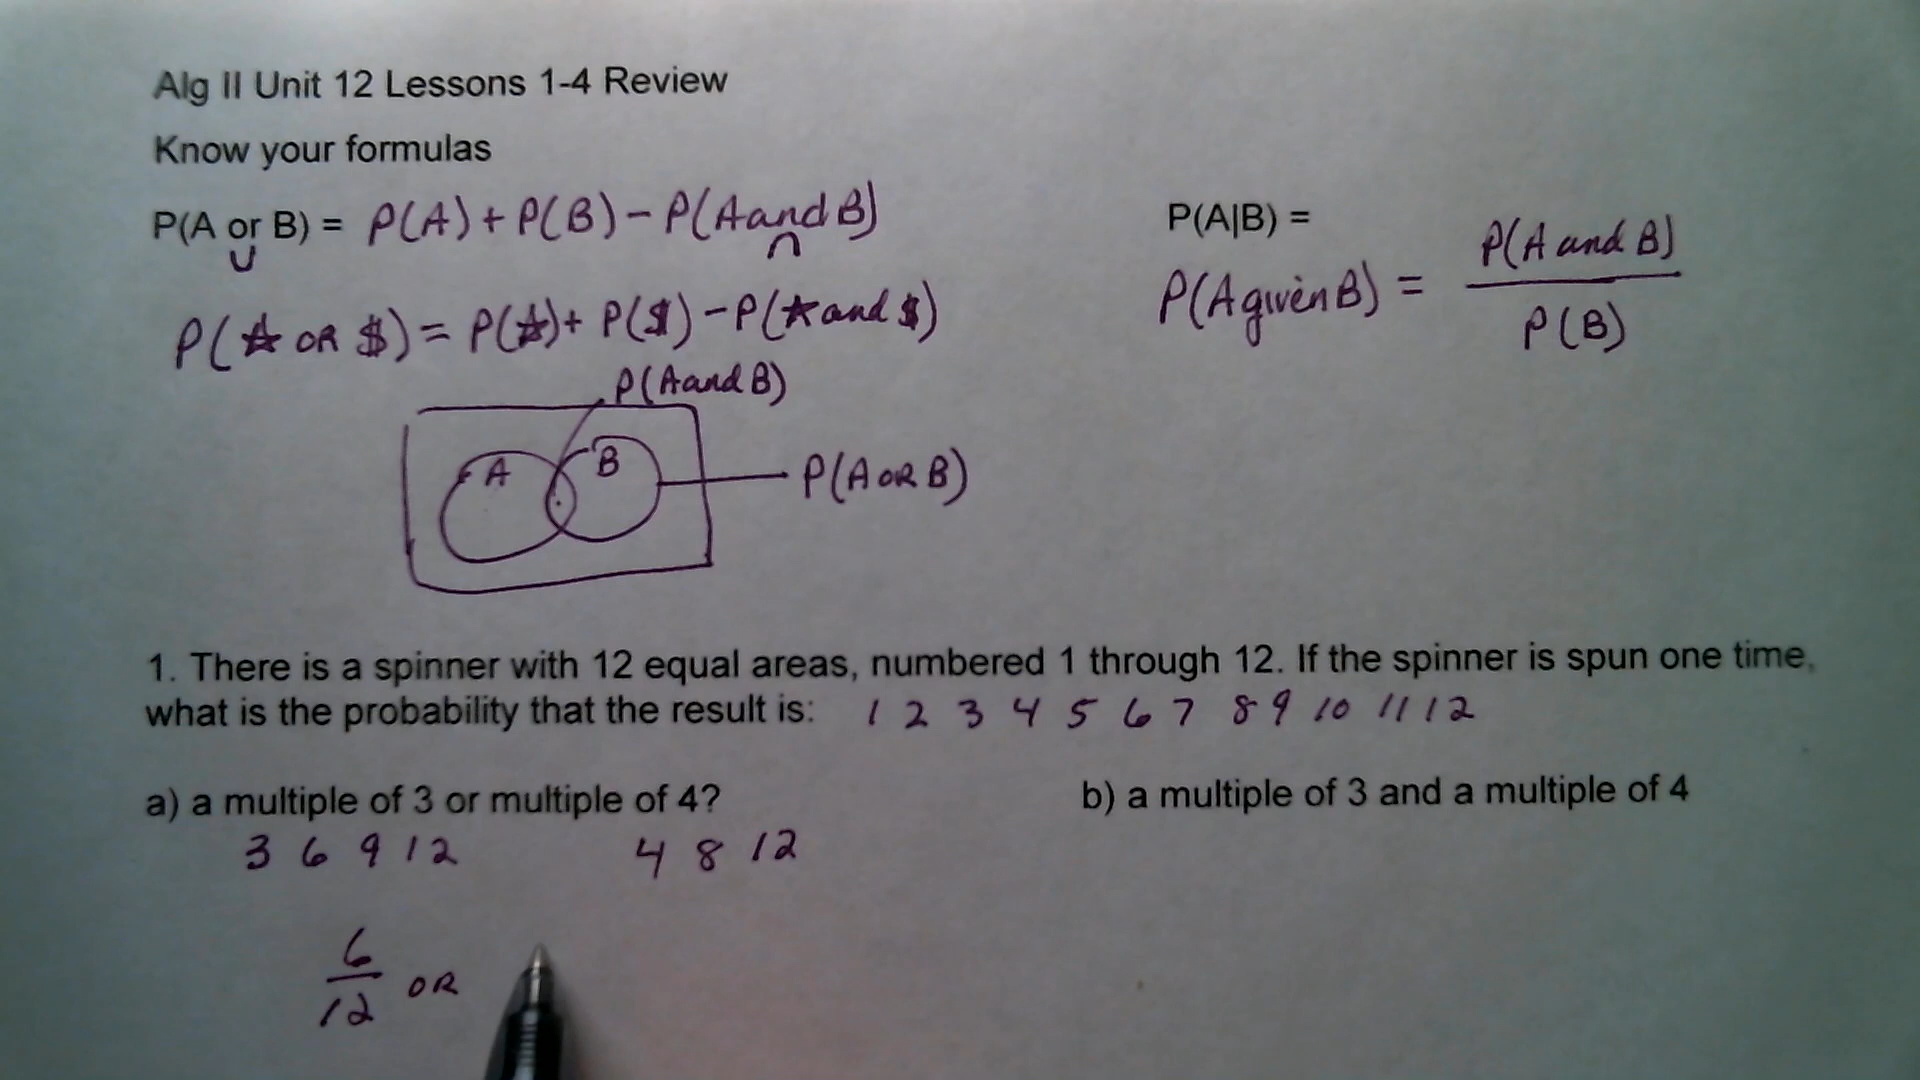 Alg II Unit 12 Lessons 1-4 Review
Know your formulas
P(A or B) = P(A) + P(B) - P(A and B)
∪ ∩
P(☆ OR $) = P(☆) + P($) - P(☆ and $)
P(A and B)
A B
P(A OR B)
P(A|B) =
P(A given B) = P(A and B)
P(B)
1. There is a spinner with 12 equal areas, numbered 1 through 12. If the spinner is spun one time,
what is the probability that the result is: 1 2 3 4 5 6 7 8 9 10 11 12
a) a multiple of 3 or multiple of 4?
3 6 9 12 4 8 12
6
12 OR
b) a multiple of 3 and a multiple of 4